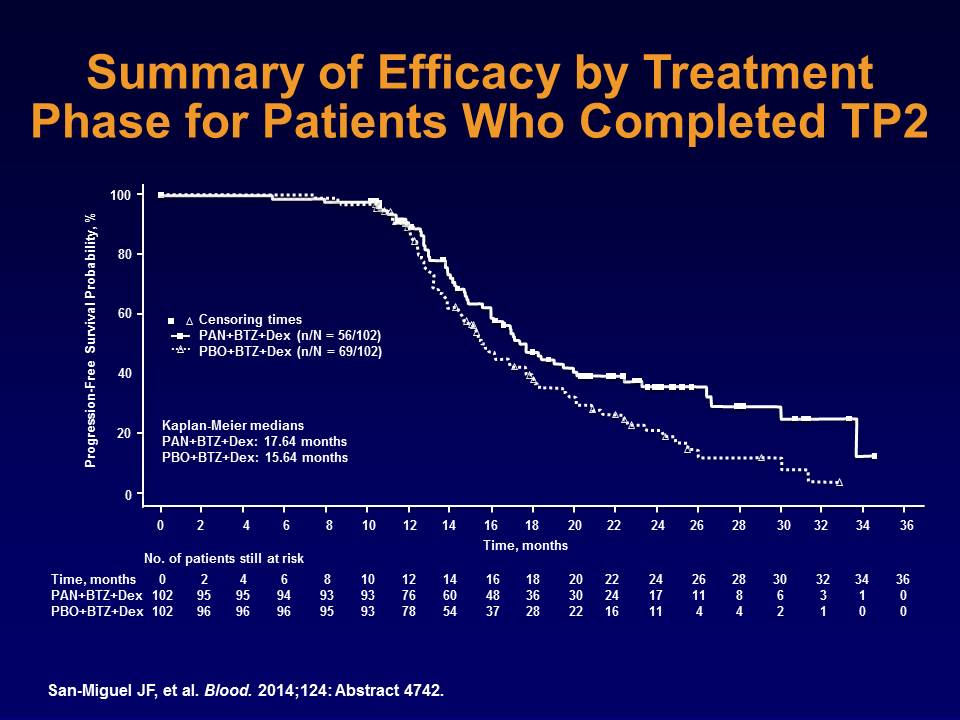 Summary of Efficacy by Treatment
Phase for Patients Who Completed TP2
Progression-Free Survival Probability, %
100
80
60
40
20
0
Censoring times
PAN+BTZ+Dex (n/N = 56/102)
PBO+BTZ+Dex (n/N = 69/102)
Kaplan-Meier medians
PAN+BTZ+Dex: 17.64 months
PBO+BTZ+Dex: 15.64 months
0 2 4 6 8 10 12 14 16 18 20 22 24 26 28 30 32 34 36
Time, months
No. of patients still at risk
Time, months 0 2 4 6 8 10 12 14 16 18 20 22 24 26 28 30 32 34 36
PAN+BTZ+Dex 102 95 95 94 93 93 76 60 48 36 30 24 17 11 8 6 3 1 0
PBO+BTZ+Dex 102 96 96 96 95 93 78 54 37 28 22 16 11 4 4 2 1 0 0
San-Miguel JF, et al. Blood. 2014;124: Abstract 4742.